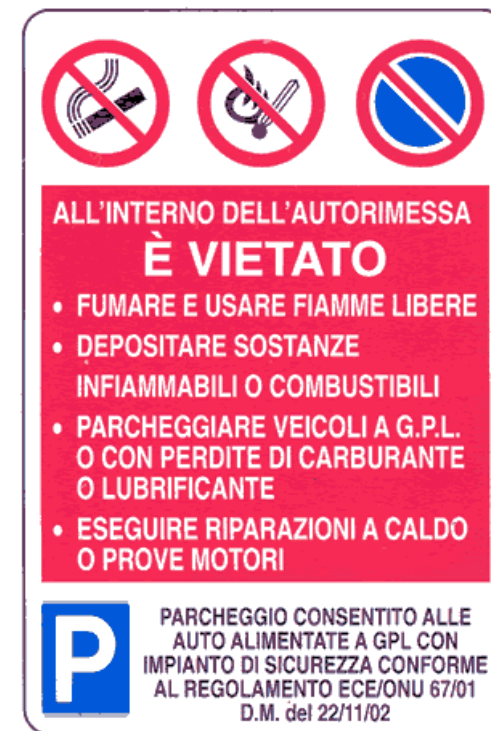 ALL'INTERNO DELL'AUTORIMESSA
È VIETATO
• FUMARE E USARE FIAMME LIBERE
• DEPOSITARE SOSTANZE
INFIAMMABILI O COMBUSTIBILI
• PARCHEGGIARE VEICOLI A G.P.L.
O CON PERDITE DI CARBURANTE
O LUBRIFICANTE
• ESEGUIRE RIPARAZIONI A CALDO
O PROVE MOTORI
P
PARCHEGGIO CONSENTITO ALLE
AUTO ALIMENTATE A GPL CON
IMPIANTO DI SICUREZZA CONFORME
AL REGOLAMENTO ECE/ONU 67/01
D.M. del 22/11/02